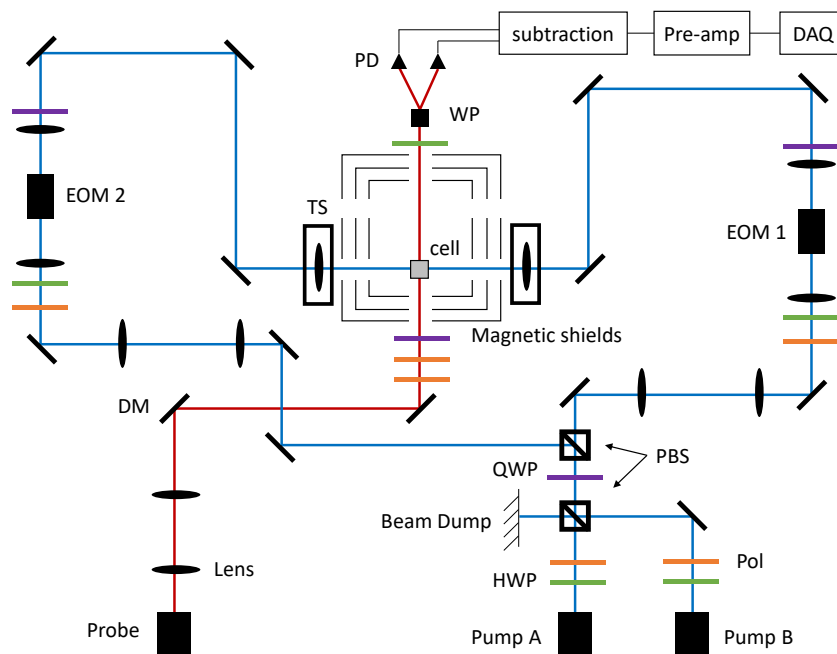 subtraction
Pre-amp
DAQ
PD
WP
EOM 2
TS
cell
EOM 1
Magnetic shields
DM
PBS
QWP
Beam Dump
Lens
HWP
Pol
Probe
Pump A
Pump B